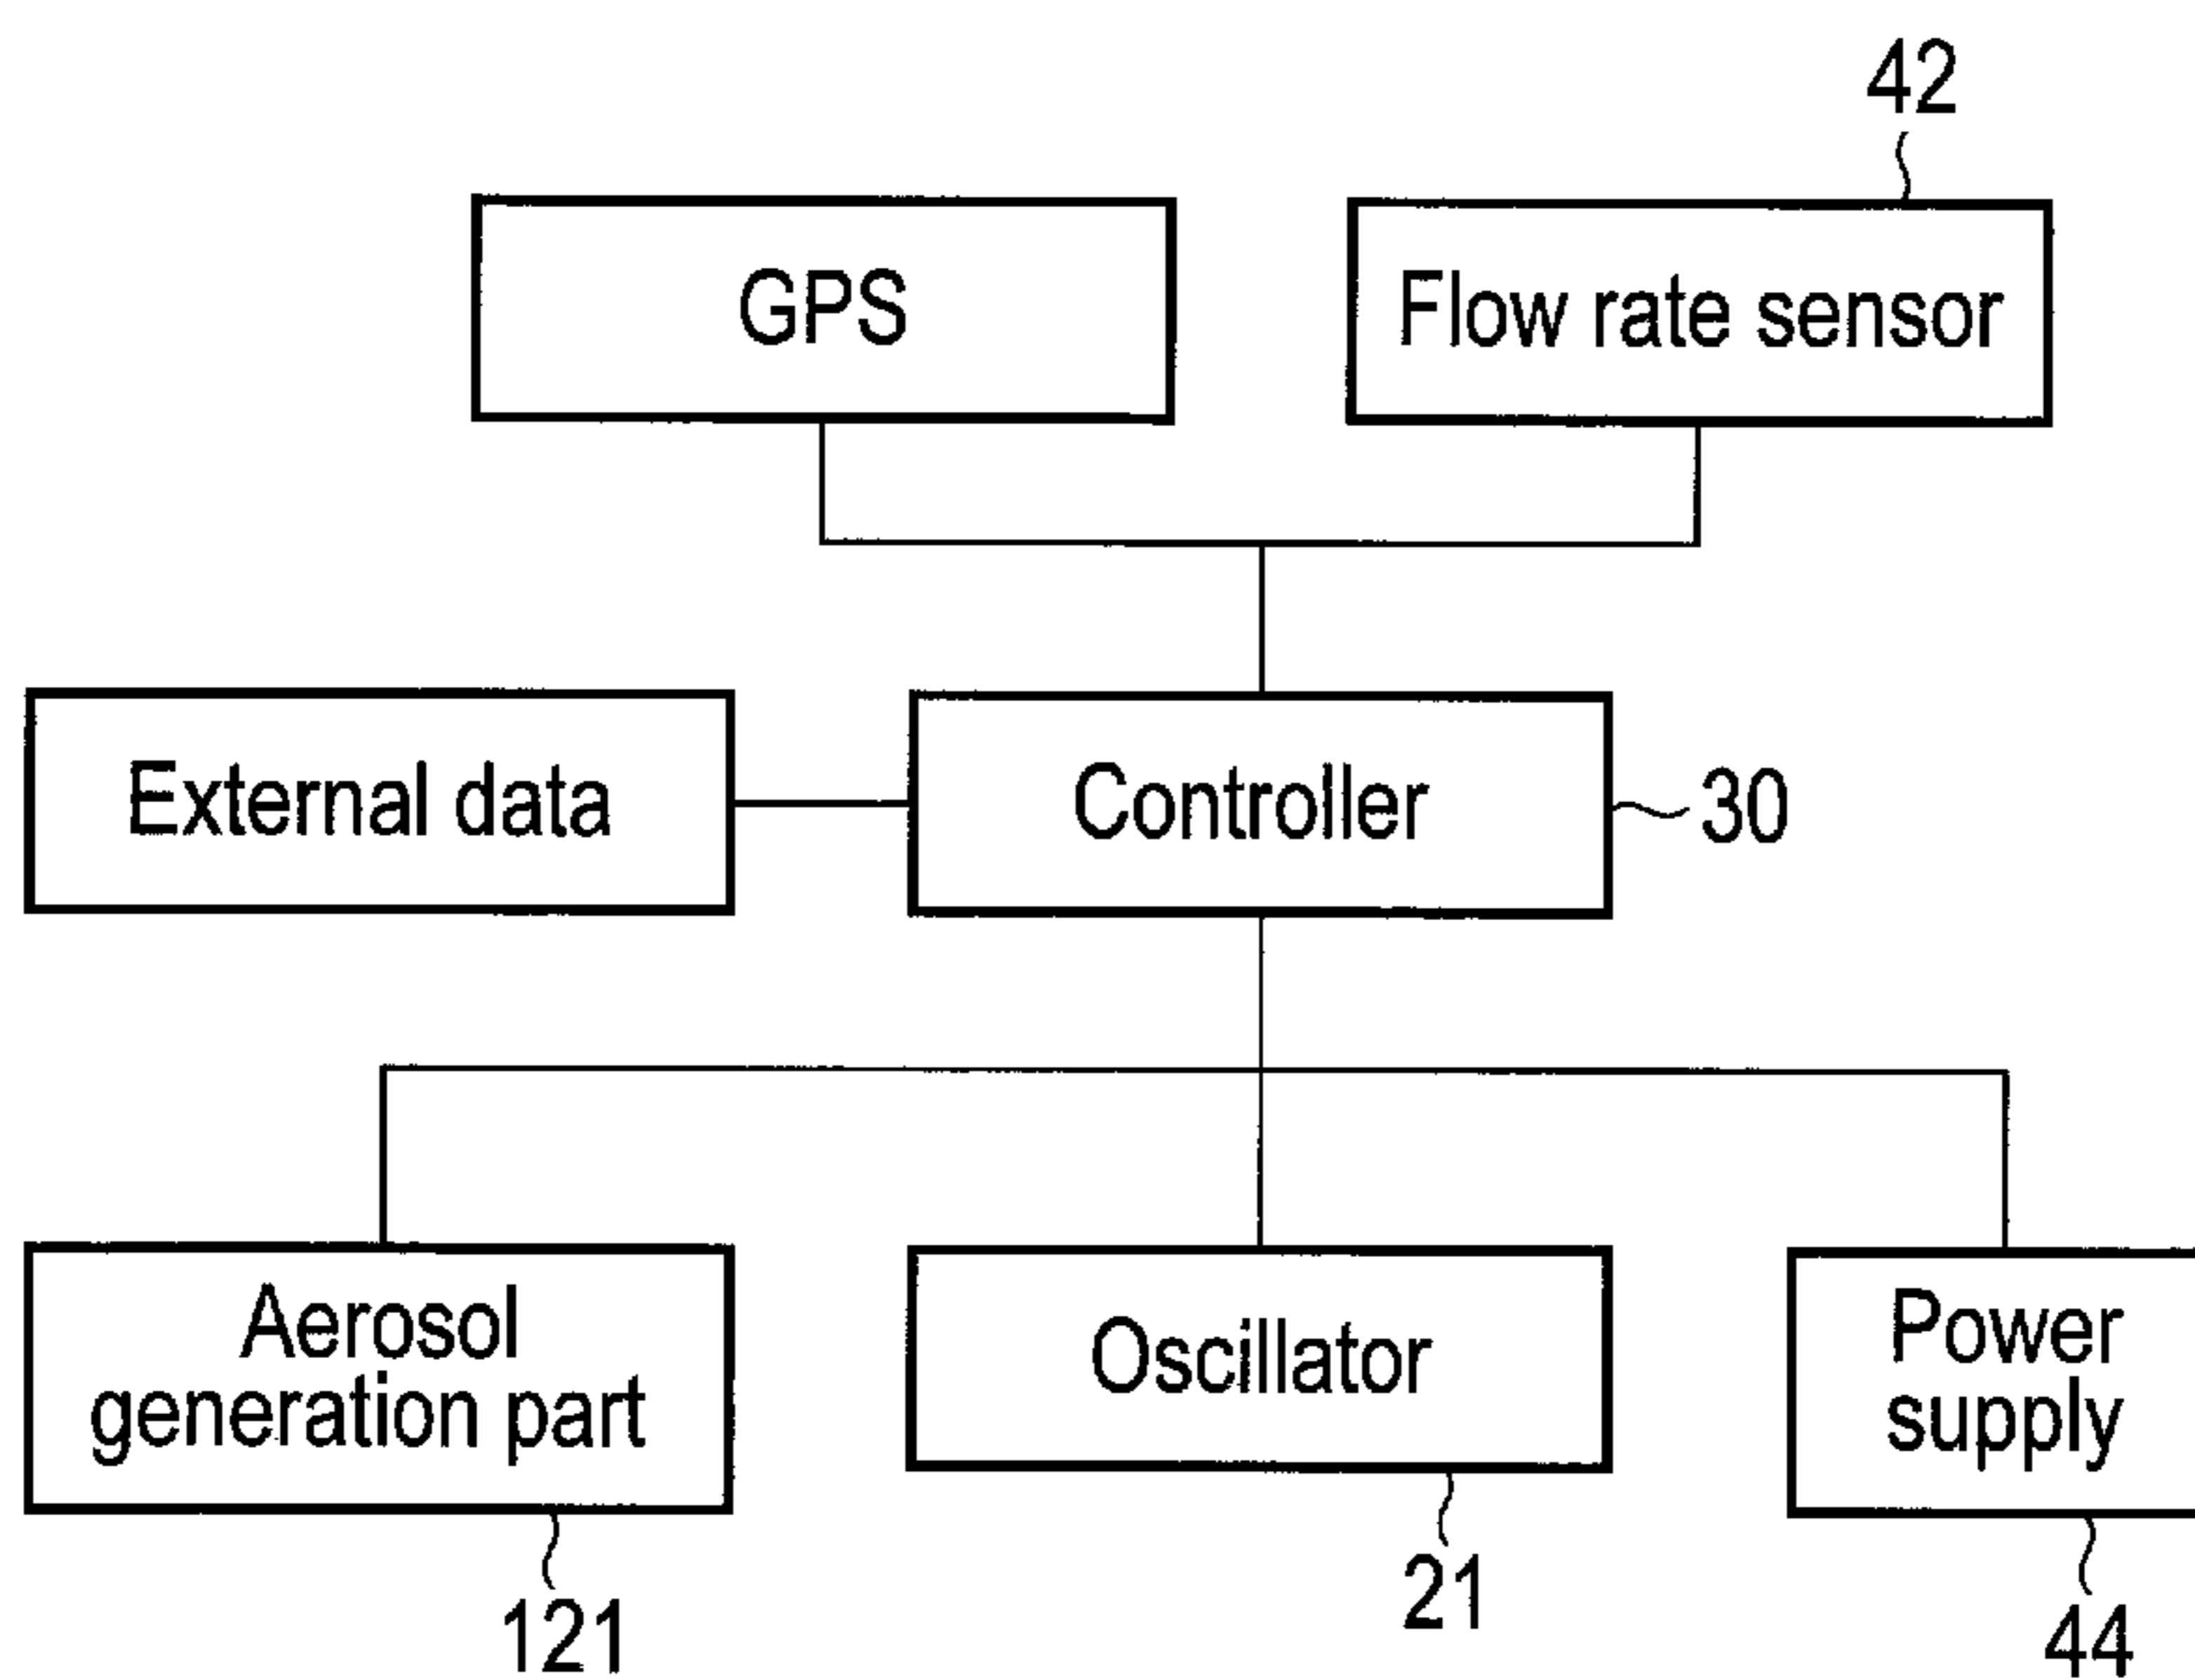 42
GPS
Flow rate sensor
External data
Controller
30
Aerosol
generation part
Oscillator
Power
supply
121
21
44